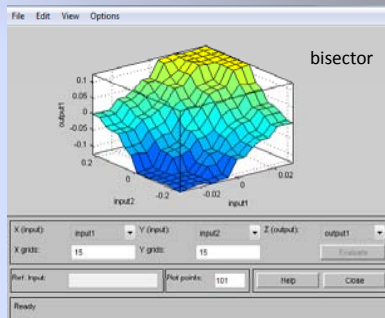 File Edit View Options
bisector
0.1
0.05
0
-0.05
-0.1
output1
0.2
0
-0.2
input2
-0.02
0
0.02
input1
X (input): input1 Y (input): input2 Z (output): output1
X grids: 15 Y grids: 15 Evaluate
Ref. Input: Plot points: 101 Help Close
Ready